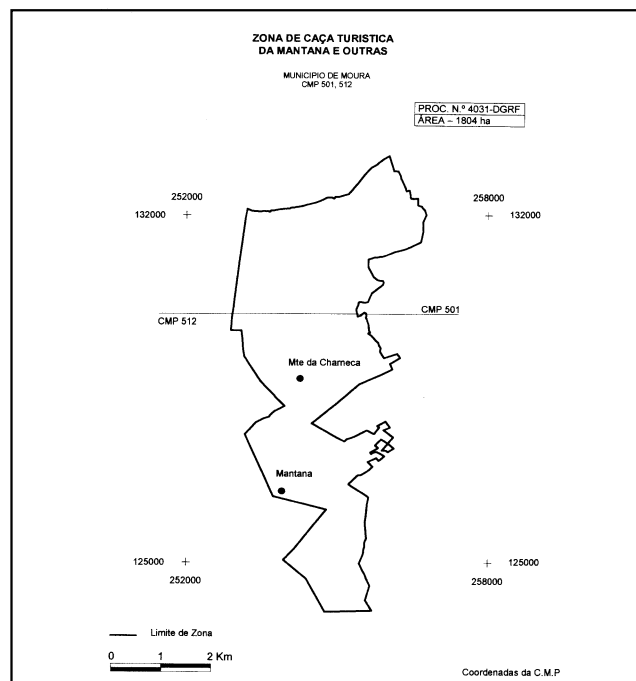 ZONA DE CAÇA TURISTICA
DA MANTANA E OUTRAS
MUNICIPIO DE MOURA
CMP 501, 512
PROC. N.º 4031-DGRF
ÁREA – 1804 ha
252000
132000
258000
132000
CMP 512
CMP 501
Mte da Charneca
Mantana
125000
252000
125000
258000
Limite de Zona
0 1 2 Km
Coordenadas da C.M.P